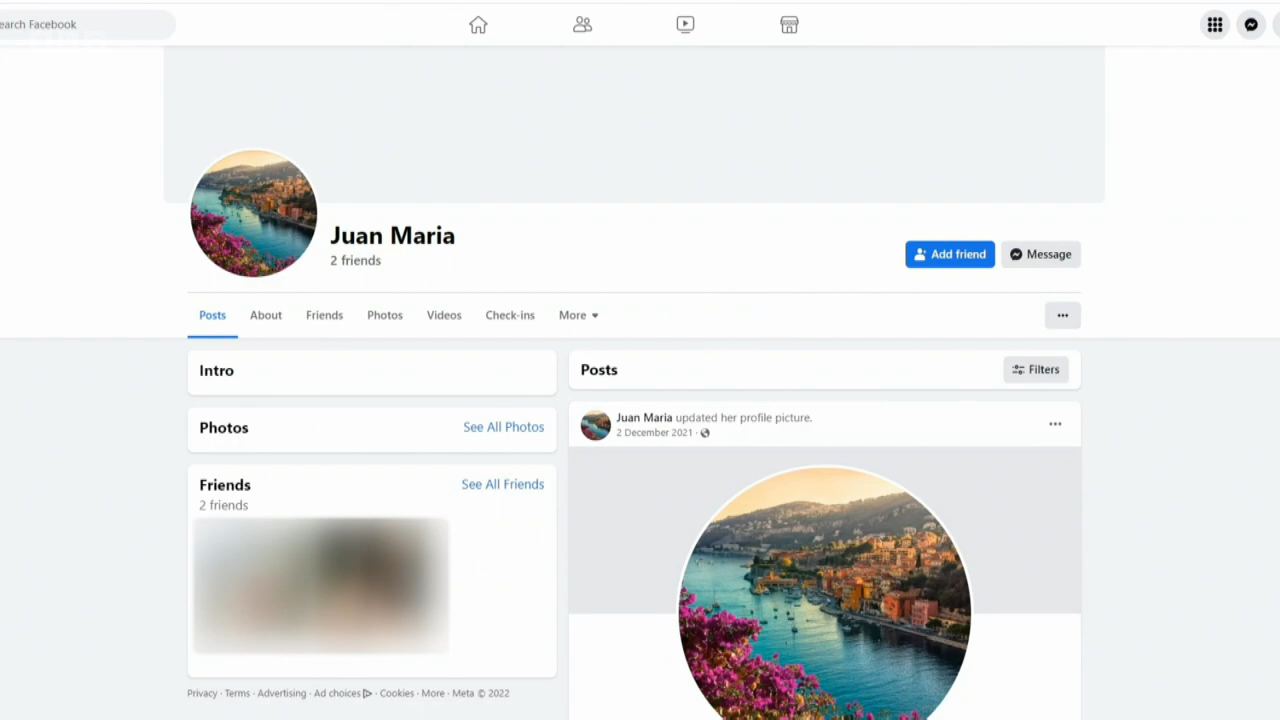 earch Facebook
Juan Maria
2 friends
Add friend
Message
Posts
About
Friends
Photos
Videos
Check-ins
More
Intro
Photos
See All Photos
Friends
See All Friends
2 friends
Privacy · Terms · Advertising · Ad choices · Cookies · More · Meta © 2022
Posts
Filters
Juan Maria updated her profile picture.
2 December 2021 ·